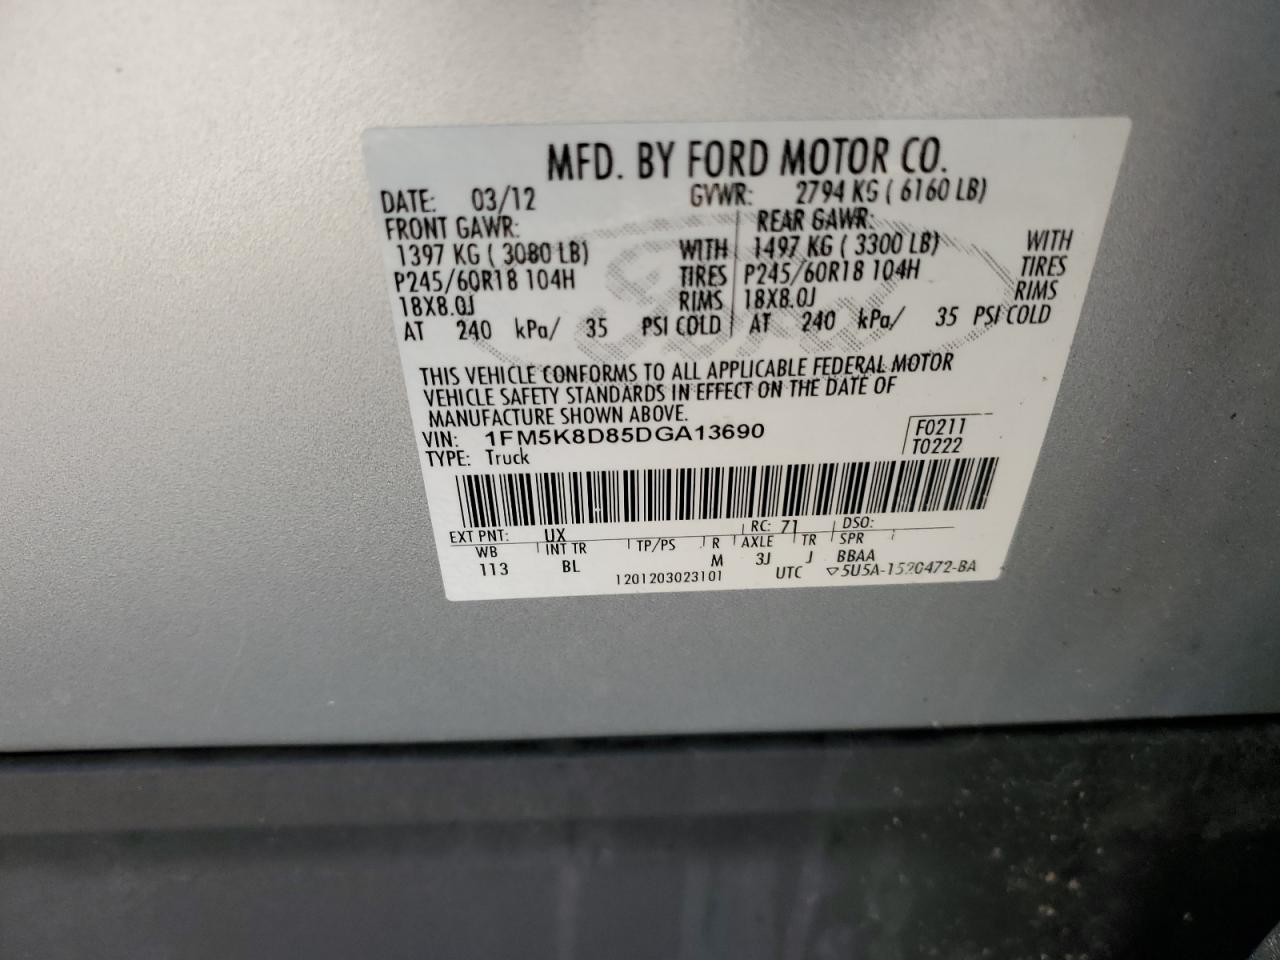 MFD. BY FORD MOTOR CO.
DATE: 03/12 GVWR: 2794 KG ( 6160 LB)
FRONT GAWR: REAR GAWR:
1397 KG ( 3080 LB) WITH 1497 KG ( 3300 LB) WITH
P245/60R18 104H TIRES P245/60R18 104H TIRES
18X8.0J RIMS 18X8.0J RIMS
AT 240 kPa/ 35 PSI COLD AT 240 kPa/ 35 PSI COLD
THIS VEHICLE CONFORMS TO ALL APPLICABLE FEDERAL MOTOR
VEHICLE SAFETY STANDARDS IN EFFECT ON THE DATE OF
MANUFACTURE SHOWN ABOVE.
VIN: 1FM5K8D85DGA13690 F0211
TYPE: Truck T0222
EXT PNT: UX RC: 71 DSO:
WB INT TR TP/PS R AXLE TR SPR
113 BL M 3J J BBAA
1201203023101 UTC ▽5U5A-1520472-BA